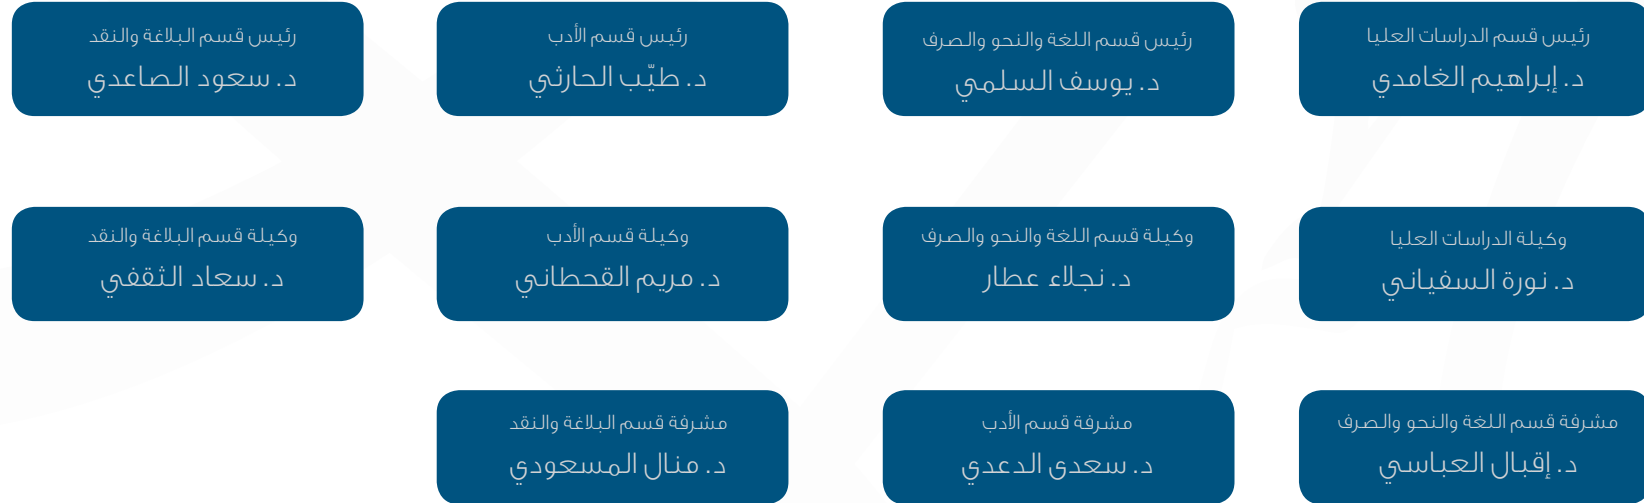 رئيس قسم الدراسات العليا
د. إبراهيم الغامدي
رئيس قسم اللغة والنحو والصرف
د. يوسف السلمي
رئيس قسم الأدب
د. طيّب الحارثي
رئيس قسم البلاغة والنقد
د. سعود الصاعدي
وكيلة الدراسات العليا
د. نورة السفياني
وكيلة قسم اللغة والنحو والصرف
د. نجلاء عطار
وكيلة قسم الأدب
د. مريم القحطاني
وكيلة قسم البلاغة والنقد
د. سعاد الثقفي
مشرفة قسم اللغة والنحو والصرف
د. إقبال العباسي
مشرفة قسم الأدب
د. سعدى الدعدي
مشرفة قسم البلاغة والنقد
د. منال المسعودي